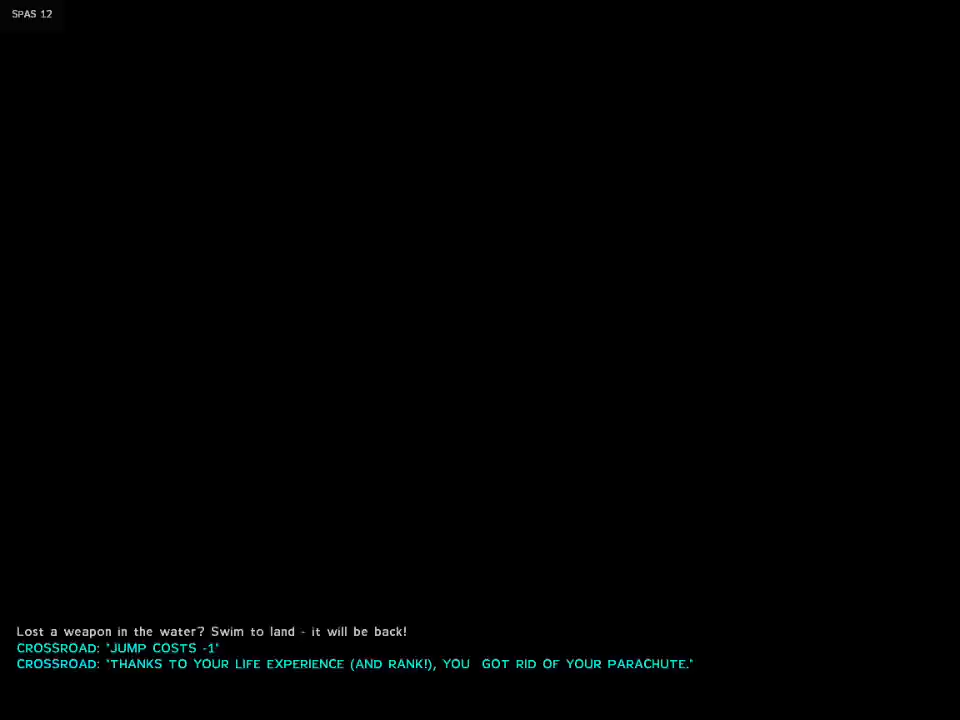 SPAS 12
Lost a weapon in the water? Swim to land - it will be back!
CROSSROAD: "JUMP COSTS -1"
CROSSROAD: "THANKS TO YOUR LIFE EXPERIENCE (AND RANK!), YOU  GOT RID OF YOUR PARACHUTE."